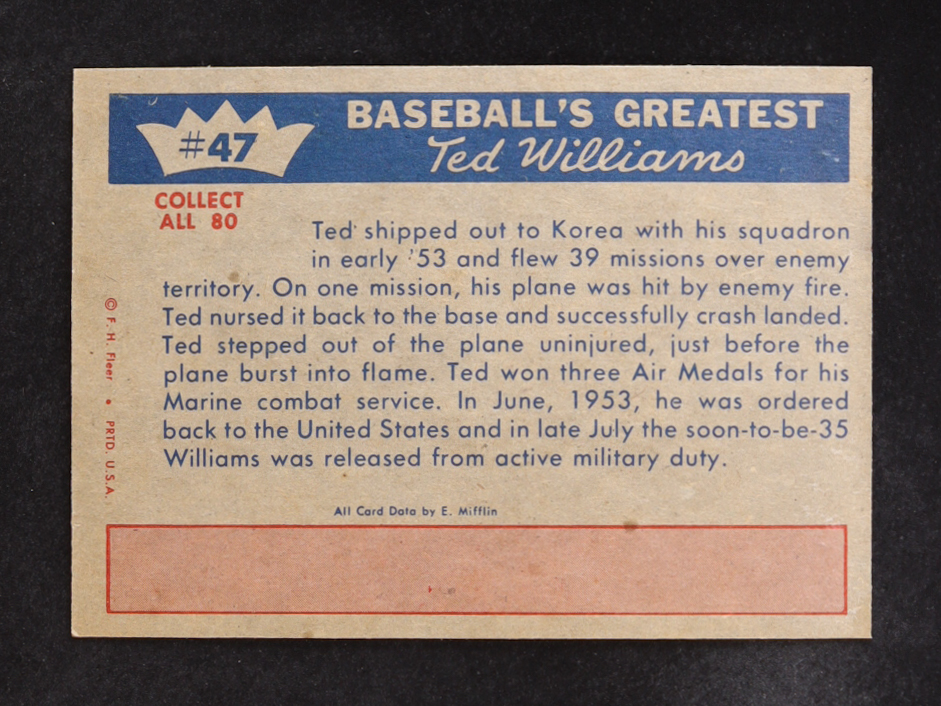 #47
BASEBALL'S GREATEST
Ted Williams
COLLECT
ALL 80
Ted shipped out to Korea with his squadron
in early '53 and flew 39 missions over enemy
territory. On one mission, his plane was hit by enemy fire.
Ted nursed it back to the base and successfully crash landed.
Ted stepped out of the plane uninjured, just before the
plane burst into flame. Ted won three Air Medals for his
Marine combat service. In June, 1953, he was ordered
back to the United States and in late July the soon-to-be-35
Williams was released from active military duty.
All Card Data by E. Mifflin
© F. H. Fleer • PRTD. U.S.A.